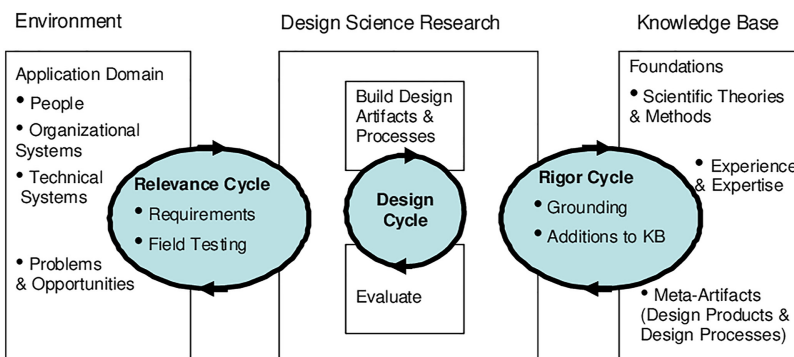 Environment
Design Science Research
Knowledge Base
Application Domain
• People
• Organizational
Systems
• Technical
Systems
• Problems
& Opportunities
Relevance Cycle
• Requirements
• Field Testing
Build Design
Artifacts &
Processes
Design
Cycle
Evaluate
Rigor Cycle
• Grounding
• Additions to KB
Foundations
• Scientific Theories
& Methods
• Experience
& Expertise
• Meta-Artifacts
(Design Products &
Design Processes)